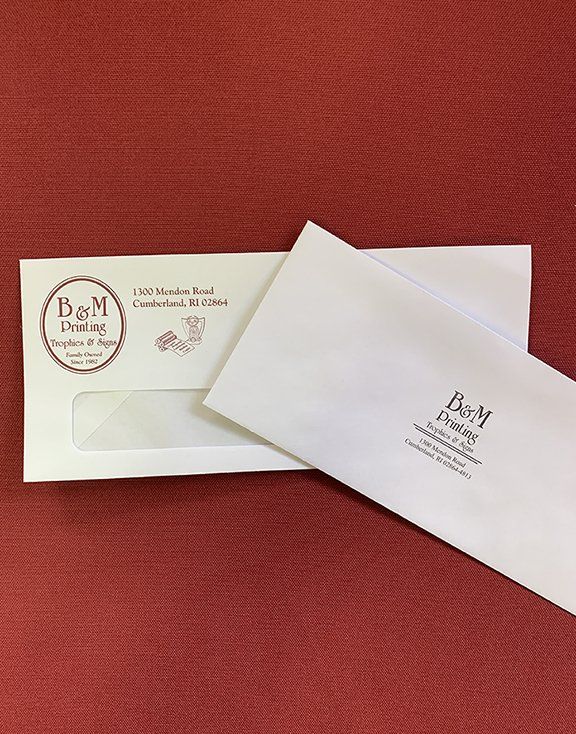 B & M
Printing
Trophies & Signs
Family Owned
Since 1982
1300 Mendon Road
Cumberland, RI 02864
B & M
Printing
Trophies & Signs
1300 Mendon Road
Cumberland, RI 02864-4813